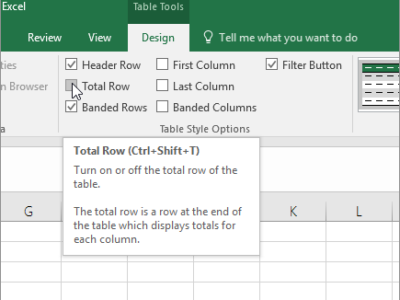 Excel
Table Tools
Review View Design Tell me what you want to do
ties Header Row First Column Filter Button
n Browser Total Row Last Column
Banded Rows Banded Columns
a Table Style Options
Total Row (Ctrl+Shift+T)
Turn on or off the total row of the
table.
The total row is a row at the end of
the table which displays totals for
each column.
G K L